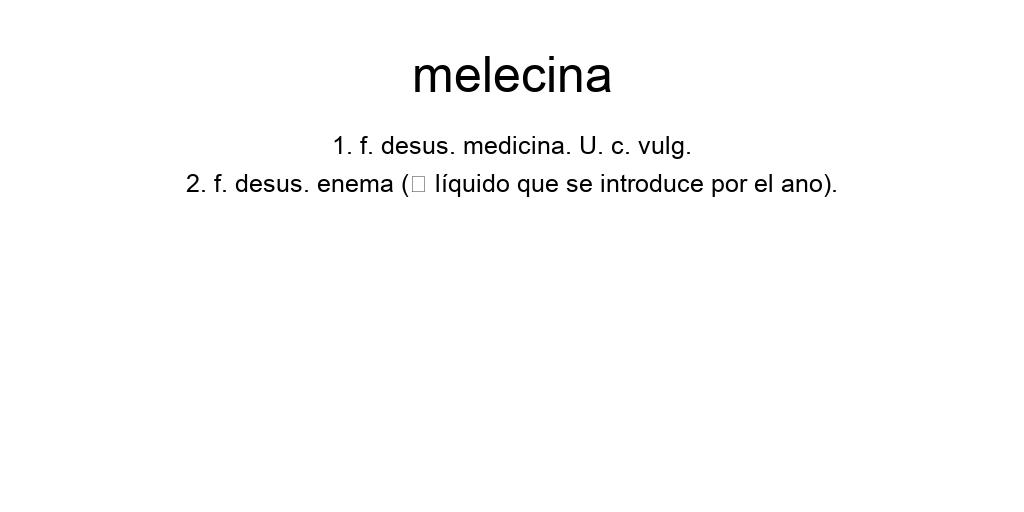 melecina
1. f. desus. medicina. U. c. vulg.
2. f. desus. enema (□ líquido que se introduce por el ano).